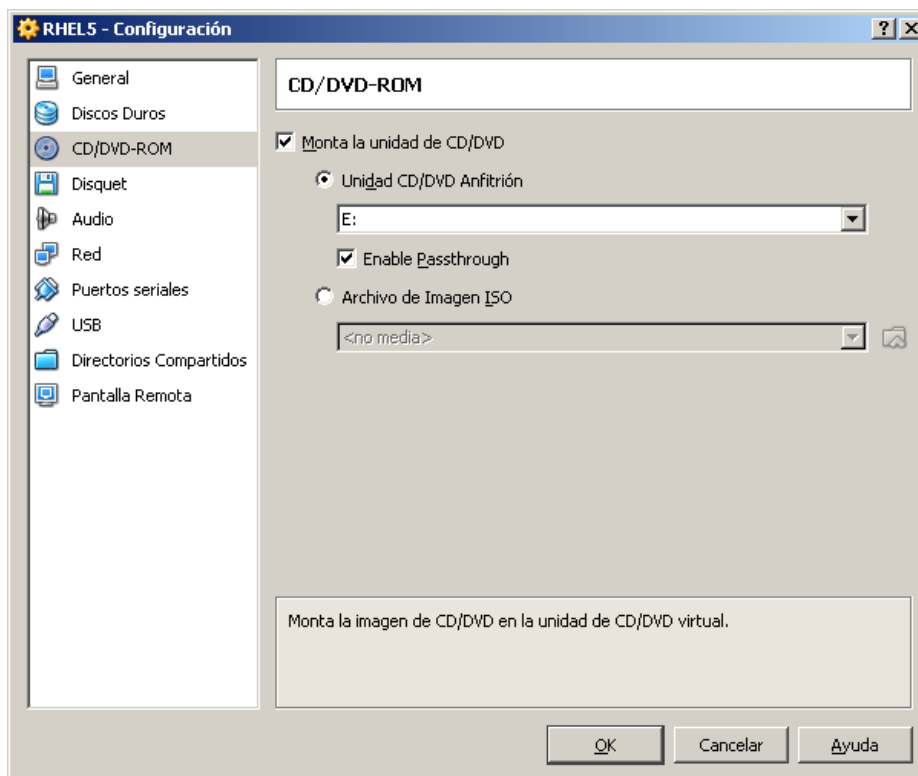 RHEL5 - Configuración
General
Discos Duros
CD/DVD-ROM
Disquet
Audio
Red
Puertos seriales
USB
Directorios Compartidos
Pantalla Remota
CD/DVD-ROM
Monta la unidad de CD/DVD
Unidad CD/DVD Anfitrión
E:
Enable Passthrough
Archivo de Imagen ISO
<no media>
Monta la imagen de CD/DVD en la unidad de CD/DVD virtual.
OK
Cancelar
Ayuda